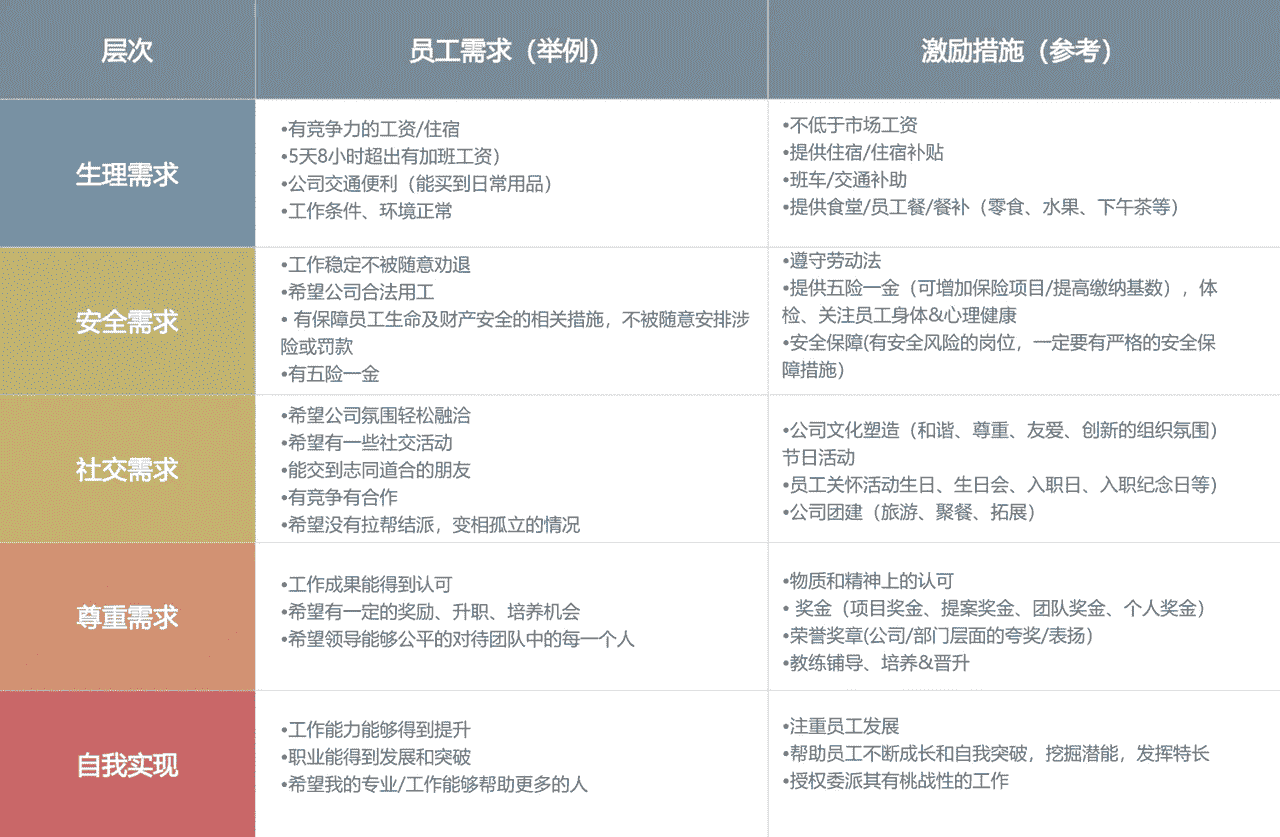 层次
员工需求（举例）
激励措施（参考）
生理需求
•有竞争力的工资/住宿
•5天8小时超出有加班工资）
•公司交通便利（能买到日常用品）
•工作条件、环境正常
•不低于市场工资
•提供住宿/住宿补贴
•班车/交通补助
•提供食堂/员工餐/餐补（零食、水果、下午茶等）
安全需求
•工作稳定不被随意劝退
•希望公司合法用工
• 有保障员工生命及财产安全的相关措施，不被随意安排涉
险或罚款
•有五险一金
•遵守劳动法
•提供五险一金（可增加保险项目/提高缴纳基数），体
检、关注员工身体&心理健康
•安全保障(有安全风险的岗位，一定要有严格的安全保
障措施）
社交需求
•希望公司氛围轻松融洽
•希望有一些社交活动
•能交到志同道合的朋友
•有竞争有合作
•希望没有拉帮结派，变相孤立的情况
•公司文化塑造（和谐、尊重、友爱、创新的组织氛围）
节日活动
•员工关怀活动生日、生日会、入职日、入职纪念日等）
•公司团建（旅游、聚餐、拓展）
尊重需求
•工作成果能得到认可
•希望有一定的奖励、升职、培养机会
•希望领导能够公平的对待团队中的每一个人
•物质和精神上的认可
• 奖金（项目奖金、提案奖金、团队奖金、个人奖金）
•荣誉奖章(公司/部门层面的夸奖/表扬）
•教练铺导、培养&晋升
自我实现
•工作能力能够得到提升
•职业能得到发展和突破
•希望我的专业/工作能够帮助更多的人
•注重员工发展
•帮助员工不断成长和自我突破，挖掘潜能，发挥特长
•授权委派其有桃战性的工作